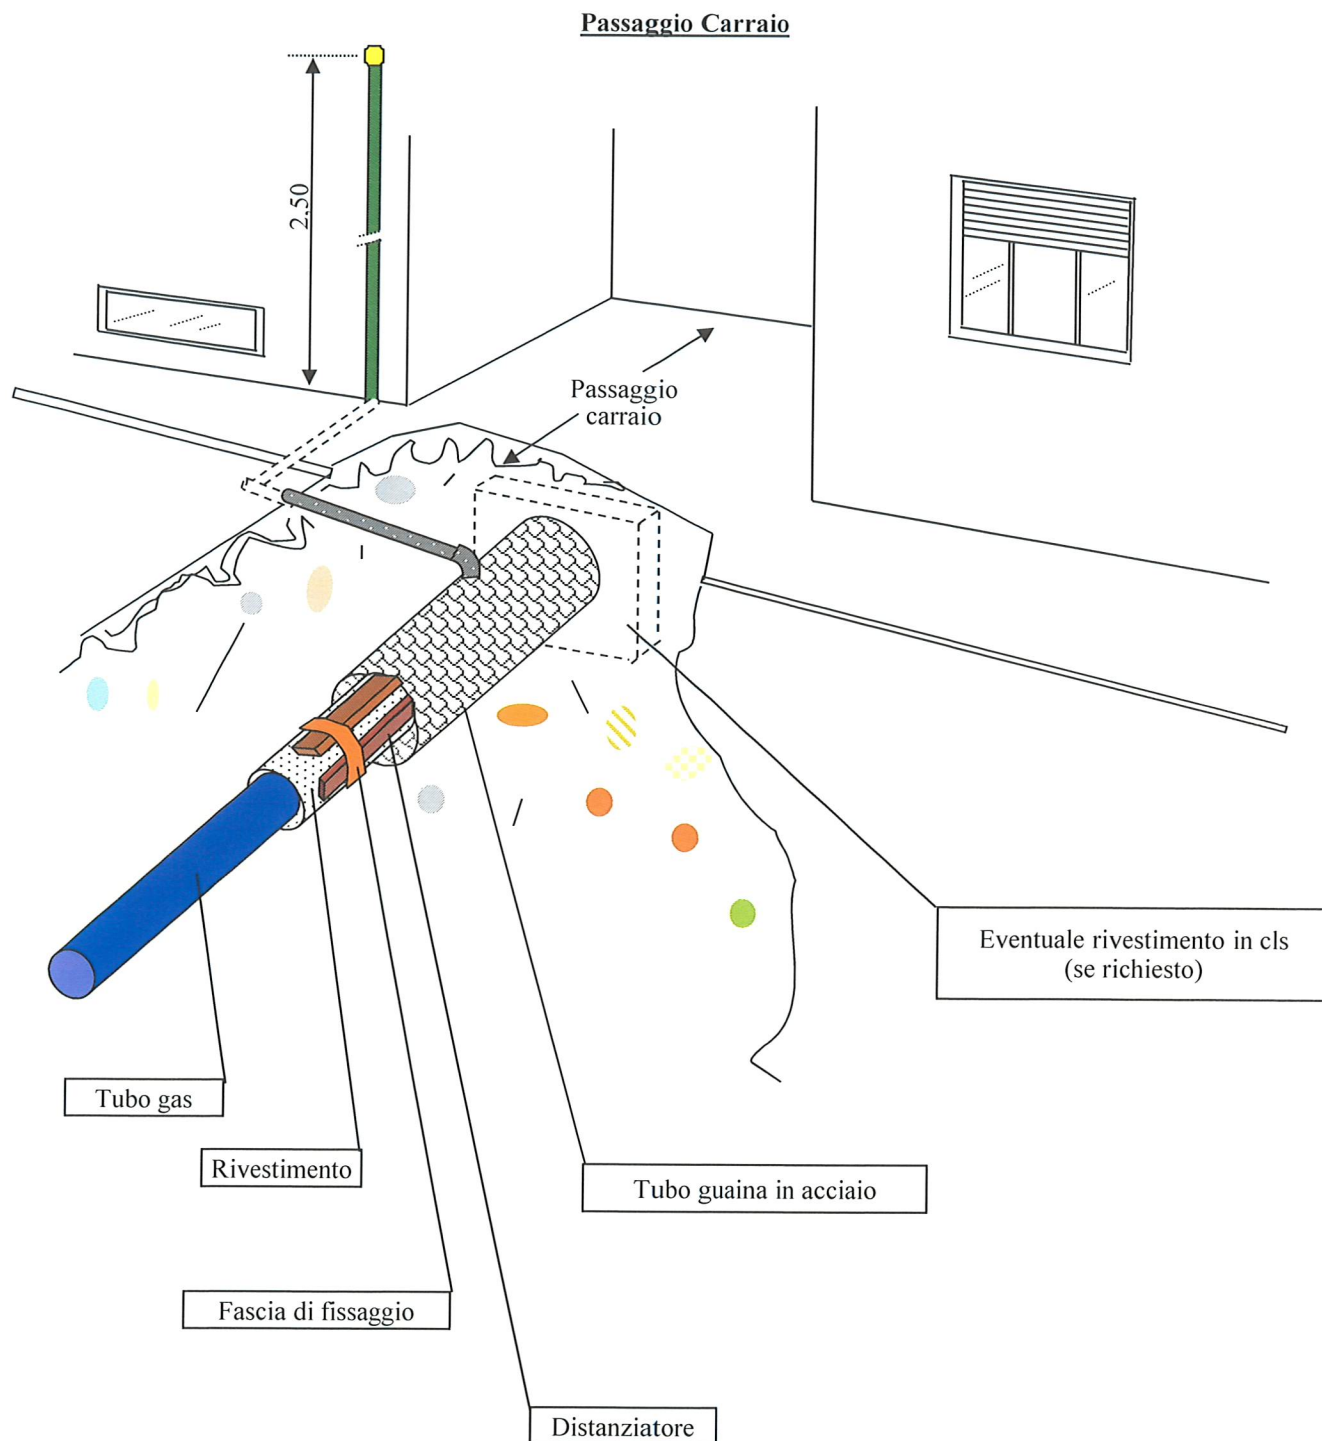 Passaggio Carraio
2,50
Passaggio
carraio
Eventuale rivestimento in cls
(se richiesto)
Tubo gas
Rivestimento
Tubo guaina in acciaio
Fascia di fissaggio
Distanziatore